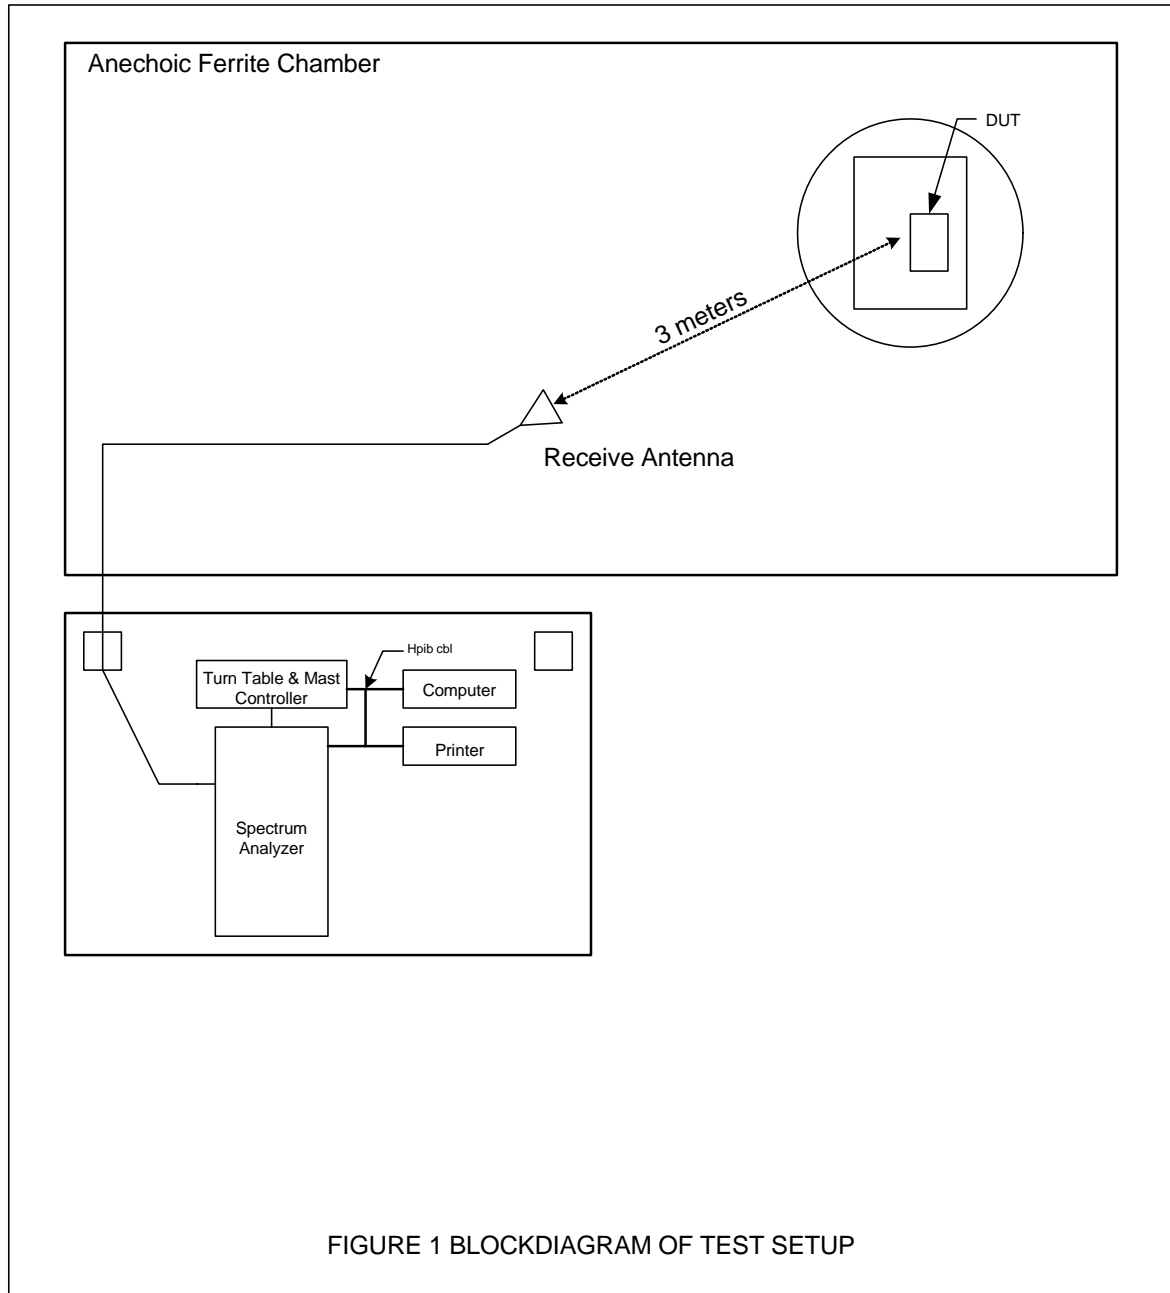 Anechoic Ferrite Chamber
DUT
3 meters
Receive Antenna
Hpib cbl
Turn Table & Mast
Controller
Computer
Printer
Spectrum
Analyzer
FIGURE 1 BLOCKDIAGRAM OF TEST SETUP